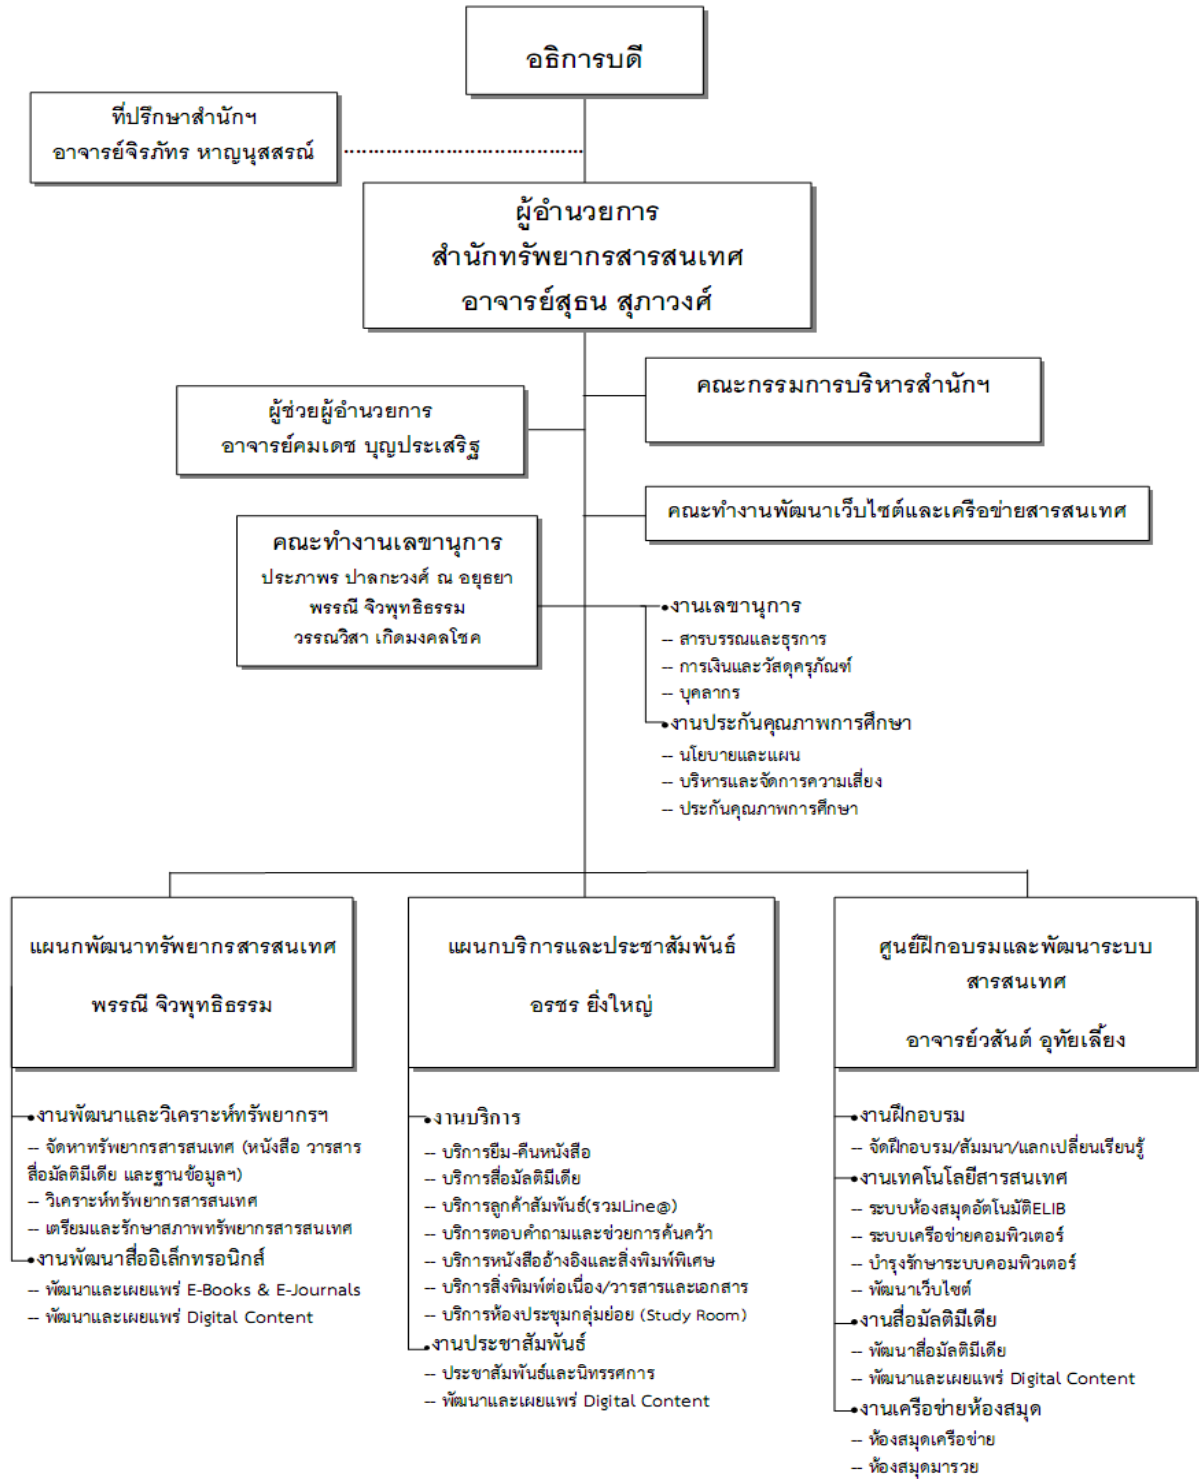 อธิการบดี
ที่ปรึกษาสำนักฯ
อาจารย์จิรภัทร หาญนุสสรณ์
ผู้อำนวยการ
สำนักทรัพยากรสารสนเทศ
อาจารย์สุธน สุภาวงศ์
คณะกรรมการบริหารสำนักฯ
ผู้ช่วยผู้อำนวยการ
อาจารย์คมเดช บุญประเสริฐ
คณะทำงานพัฒนาเว็บไซต์และเครือข่ายสารสนเทศ
คณะทำงานเลขานุการ
ประภาพร ปาลกะวงศ์ ณ อยุธยา
พรรณี จิวพุทธิธรรม
วรรณวิสา เกิดมงคลโชค
•งานเลขานุการ
-- สารบรรณและธุรการ
-- การเงินและวัสดุครุภัณฑ์
-- บุคลากร
•งานประกันคุณภาพการศึกษา
-- นโยบายและแผน
-- บริหารและจัดการความเสี่ยง
-- ประกันคุณภาพการศึกษา
แผนกพัฒนาทรัพยากรสารสนเทศ
พรรณี จิวพุทธิธรรม
•งานพัฒนาและวิเคราะห์ทรัพยากรฯ
-- จัดหาทรัพยากรสารสนเทศ (หนังสือ วารสาร
สื่อมัลติมีเดีย และฐานข้อมูลฯ)
-- วิเคราะห์ทรัพยากรสารสนเทศ
-- เตรียมและรักษาสภาพทรัพยากรสารสนเทศ
•งานพัฒนาสื่ออิเล็กทรอนิกส์
-- พัฒนาและเผยแพร่ E-Books & E-Journals
-- พัฒนาและเผยแพร่ Digital Content
แผนกบริการและประชาสัมพันธ์
อรชร ยิ่งใหญ่
•งานบริการ
-- บริการยืม-คืนหนังสือ
-- บริการสื่อมัลติมีเดีย
-- บริการลูกค้าสัมพันธ์(รวมLine@)
-- บริการตอบคำถามและช่วยการค้นคว้า
-- บริการหนังสืออ้างอิงและสิ่งพิมพ์พิเศษ
-- บริการสิ่งพิมพ์ต่อเนื่อง/วารสารและเอกสาร
-- บริการห้องประชุมกลุ่มย่อย (Study Room)
•งานประชาสัมพันธ์
-- ประชาสัมพันธ์และนิทรรศการ
-- พัฒนาและเผยแพร่ Digital Content
ศูนย์ฝึกอบรมและพัฒนาระบบ
สารสนเทศ
อาจารย์วสันต์ อุทัยเลี้ยง
•งานฝึกอบรม
-- จัดฝึกอบรม/สัมมนา/แลกเปลี่ยนเรียนรู้
•งานเทคโนโลยีสารสนเทศ
-- ระบบห้องสมุดอัตโนมัติELIB
-- ระบบเครือข่ายคอมพิวเตอร์
-- บำรุงรักษาระบบคอมพิวเตอร์
-- พัฒนาเว็บไซต์
•งานสื่อมัลติมีเดีย
-- พัฒนาสื่อมัลติมีเดีย
-- พัฒนาและเผยแพร่ Digital Content
•งานเครือข่ายห้องสมุด
-- ห้องสมุดเครือข่าย
-- ห้องสมุดมารวย